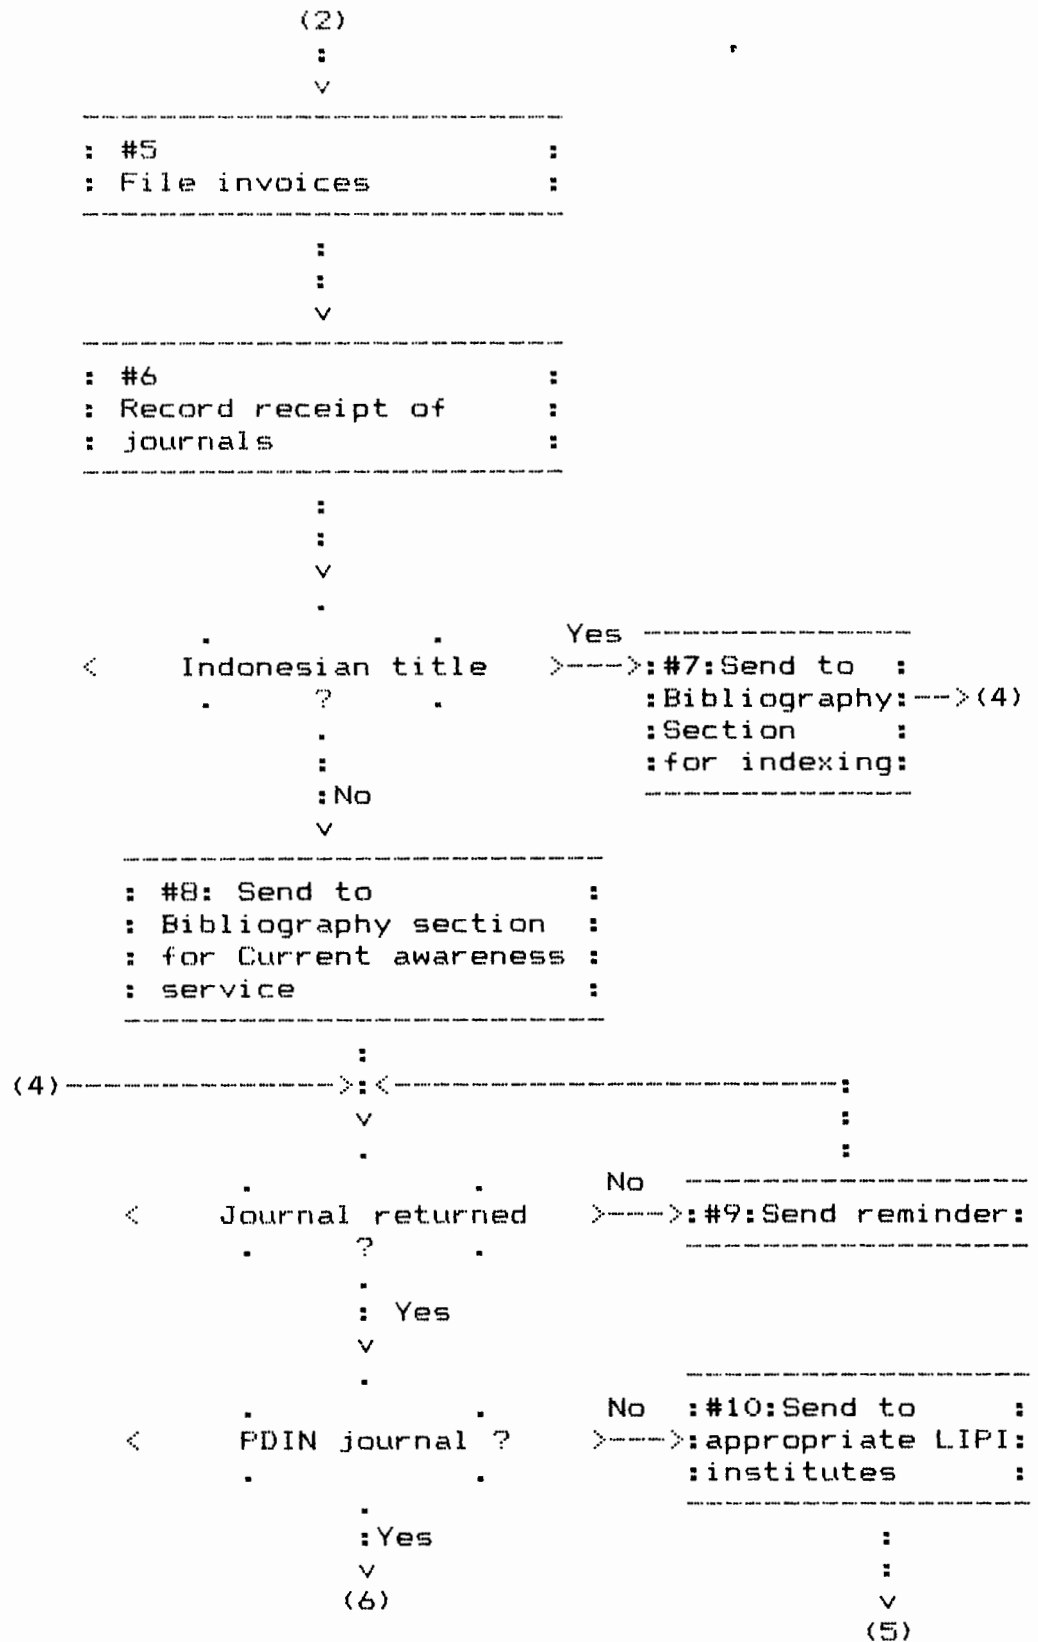 (2)
:
v
------------------------
: #5 :
: File invoices :
------------------------
:
:
v
------------------------
: #6 :
: Record receipt of :
: journals :
------------------------
:
:
v
.
. . Yes --------------
< Indonesian title >--->:#7:Send to :
. ? . :Bibliography:-->(4)
. :Section :
: :for indexing:
:No --------------
v
------------------------
: #8: Send to :
: Bibliography section :
: for Current awareness :
: service :
------------------------
:
(4)-------------->:<-----------------------:
v :
. :
. . No ------------------
< Journal returned >---->:#9:Send reminder:
. ? . ------------------
.
: Yes
v
. ------------------
. . No :#10:Send to :
< PDIN journal ? >---->:appropriate LIPI:
. . :institutes :
. ------------------
:Yes :
v :
(6) v
(5)